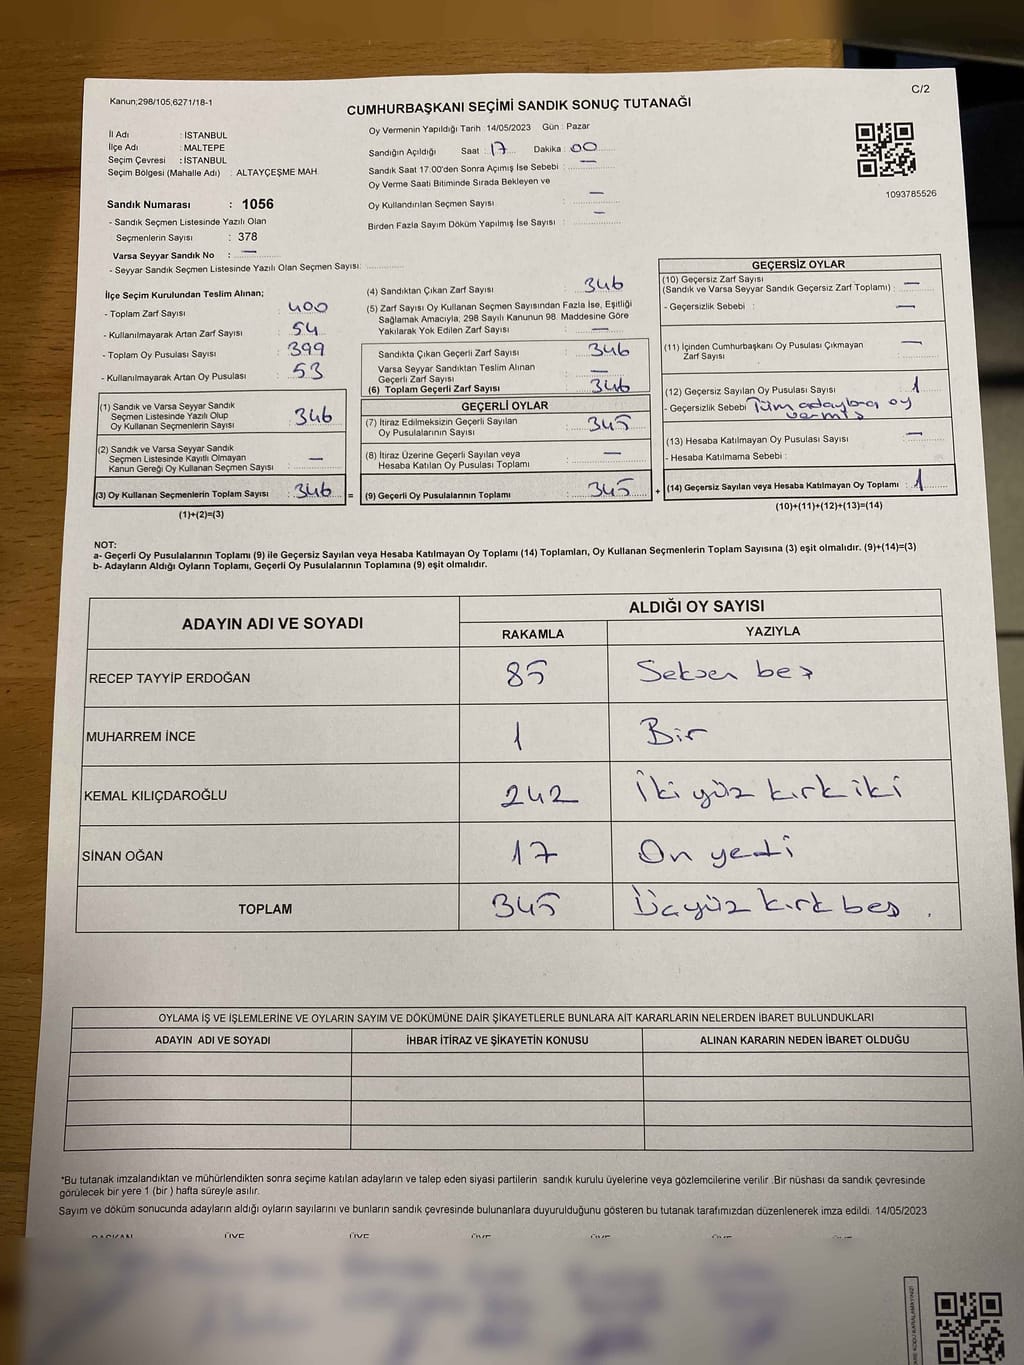 Kanun;298/105;6271/18-1
C/2
CUMHURBAŞKANI SEÇİMİ SANDIK SONUÇ TUTANAĞI
İl Adı : İSTANBUL
İlçe Adı : MALTEPE
Seçim Çevresi : İSTANBUL
Seçim Bölgesi (Mahalle Adı) : ALTAYÇEŞME MAH
Oy Vermenin Yapıldığı Tarih :14/05/2023 Gün : Pazar
Sandığın Açıldığı Saat : 17 Dakika : 00
Sandık Saat 17:00'den Sonra Açımış İse Sebebi : —
Oy Verme Saati Bitiminde Sırada Bekleyen ve
Oy Kullandırılan Seçmen Sayısı : —
Birden Fazla Sayım Döküm Yapılmış İse Sayısı : —
1093785526
Sandık Numarası : 1056
- Sandık Seçmen Listesinde Yazılı Olan
Seçmenlerin Sayısı : 378
Varsa Seyyar Sandık No : —
- Seyyar Sandık Seçmen Listesinde Yazılı Olan Seçmen Sayısı:
İlçe Seçim Kurulundan Teslim Alınan;
- Toplam Zarf Sayısı : 400
- Kullanılmayarak Artan Zarf Sayısı : 54
- Toplam Oy Pusulası Sayısı : 399
- Kullanılmayarak Artan Oy Pusulası : 53
(1) Sandık ve Varsa Seyyar Sandık
Seçmen Listesinde Yazılı Olup
Oy Kullanan Seçmenlerin Sayısı : 346
(2) Sandık ve Varsa Seyyar Sandık
Seçmen Listesinde Kayıtlı Olmayan
Kanun Gereği Oy Kullanan Seçmen Sayısı : —
(3) Oy Kullanan Seçmenlerin Toplam Sayısı : 346 =
(1)+(2)=(3)
(4) Sandıktan Çıkan Zarf Sayısı : 346
(5) Zarf Sayısı Oy Kullanan Seçmen Sayısından Fazla İse, Eşitliği
Sağlamak Amacıyla; 298 Sayılı Kanunun 98. Maddesine Göre
Yakılarak Yok Edilen Zarf Sayısı : —
Sandıkta Çıkan Geçerli Zarf Sayısı : 346
Varsa Seyyar Sandıktan Teslim Alınan
Geçerli Zarf Sayısı : —
(6) Toplam Geçerli Zarf Sayısı : 346
GEÇERLİ OYLAR
(7) İtiraz Edilmeksizin Geçerli Sayılan
Oy Pusulalarının Sayısı : 345
(8) İtiraz Üzerine Geçerli Sayılan veya
Hesaba Katılan Oy Pusulası Toplamı : —
(9) Geçerli Oy Pusulalarının Toplamı : 345 +
GEÇERSİZ OYLAR
(10) Geçersiz Zarf Sayısı
(Sandık ve Varsa Seyyar Sandık Geçersiz Zarf Toplamı) : —
- Geçersizlik Sebebi : —
(11) İçinden Cumhurbaşkanı Oy Pusulası Çıkmayan
Zarf Sayısı : —
(12) Geçersiz Sayılan Oy Pusulası Sayısı : 1
- Geçersizlik Sebebi : Tüm adaylara oy
vermiş
(13) Hesaba Katılmayan Oy Pusulası Sayısı : —
- Hesaba Katılmama Sebebi :
(14) Geçersiz Sayılan veya Hesaba Katılmayan Oy Toplamı : 1
(10)+(11)+(12)+(13)=(14)
NOT:
a- Geçerli Oy Pusulalarının Toplamı (9) ile Geçersiz Sayılan veya Hesaba Katılmayan Oy Toplamı (14) Toplamları, Oy Kullanan Seçmenlerin Toplam Sayısına (3) eşit olmalıdır. (9)+(14)=(3)
b- Adayların Aldığı Oyların Toplamı, Geçerli Oy Pusulalarının Toplamına (9) eşit olmalıdır.
ADAYIN ADI VE SOYADI
ALDIĞI OY SAYISI
RAKAMLA YAZIYLA
RECEP TAYYİP ERDOĞAN 85 Seksen beş
MUHARREM İNCE 1 Bir
KEMAL KILIÇDAROĞLU 242 İki yüz kırk iki
SİNAN OĞAN 17 On yedi
TOPLAM 345 Üçyüz kırk beş .
OYLAMA İŞ VE İŞLEMLERİNE VE OYLARIN SAYIM VE DÖKÜMÜNE DAİR ŞİKAYETLERLE BUNLARA AİT KARARLARIN NELERDEN İBARET BULUNDUKLARI
ADAYIN ADI VE SOYADI İHBAR İTİRAZ VE ŞİKAYETİN KONUSU ALINAN KARARIN NEDEN İBARET OLDUĞU
*Bu tutanak imzalandıktan ve mühürlendikten sonra seçime katılan adayların ve talep eden siyasi partilerin sandık kurulu üyelerine veya gözlemcilerine verilir .Bir nüshası da sandık çevresinde
görülecek bir yere 1 (bir ) hafta süreyle asılır.
Sayım ve döküm sonucunda adayların aldığı oyların sayılarını ve bunların sandık çevresinde bulunanlara duyurulduğunu gösteren bu tutanak tarafımızdan düzenlenerek imza edildi. 14/05/2023
BAŞKAN ÜYE ÜYE ÜYE ÜYE ÜYE ÜYE